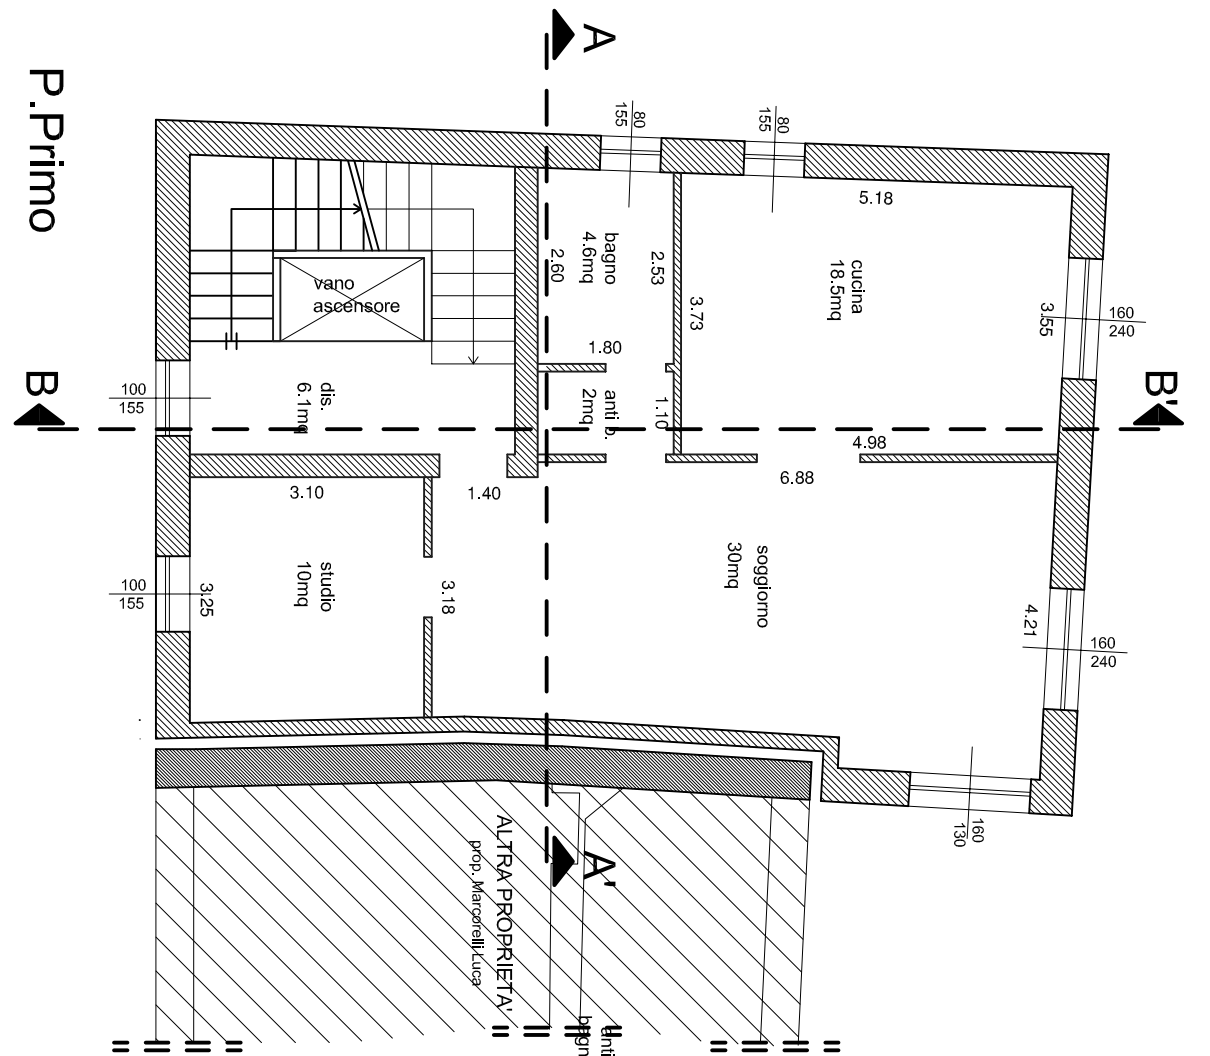 P.Primo
A
155
80
155
80
5.18
bagno
4.6mq
2.60
2.53
cucina
18.5mq
vano
ascensore
3.73
3.55
160
240
1.80
B
B'
100
155
dis.
6.1mq
anti b.
2mq
1.10
4.98
6.88
3.10
1.40
soggiorno
30mq
studio
10mq
100
155
3.25
3.18
4.21
160
240
160
130
A'
ALTRA PROPRIETA'
prop. Marcorelli Luca
anti
bagn